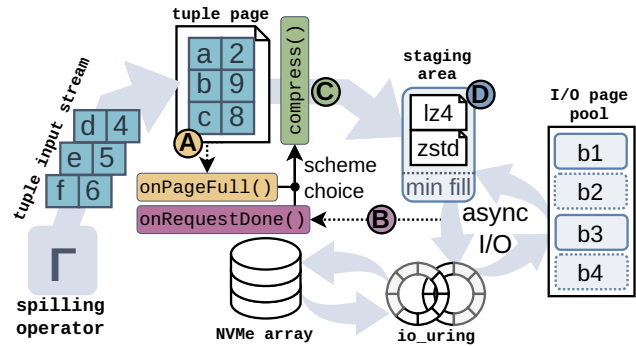 tuple page
a 2
b 9
c 8
A
compress()
C
staging
area
D
lz4
zstd
min fill
I/O page
pool
b1
b2
b3
b4
tuple input stream
d 4
e 5
f 6
onPageFull()
scheme
choice
onRequestDone()
B
async
I/O
Γ
spilling
operator
NVMe array
io_uring